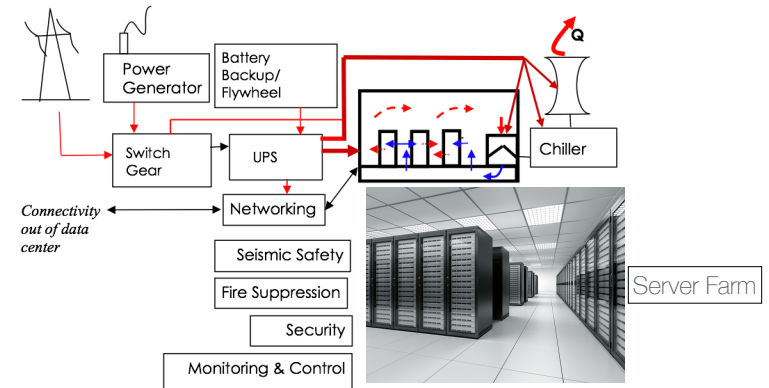 Power
Generator
Battery
Backup/
Flywheel
Q
Switch
Gear
UPS
Chiller
Networking
Connectivity
out of data
center
Seismic Safety
Fire Suppression
Security
Monitoring & Control
Server Farm